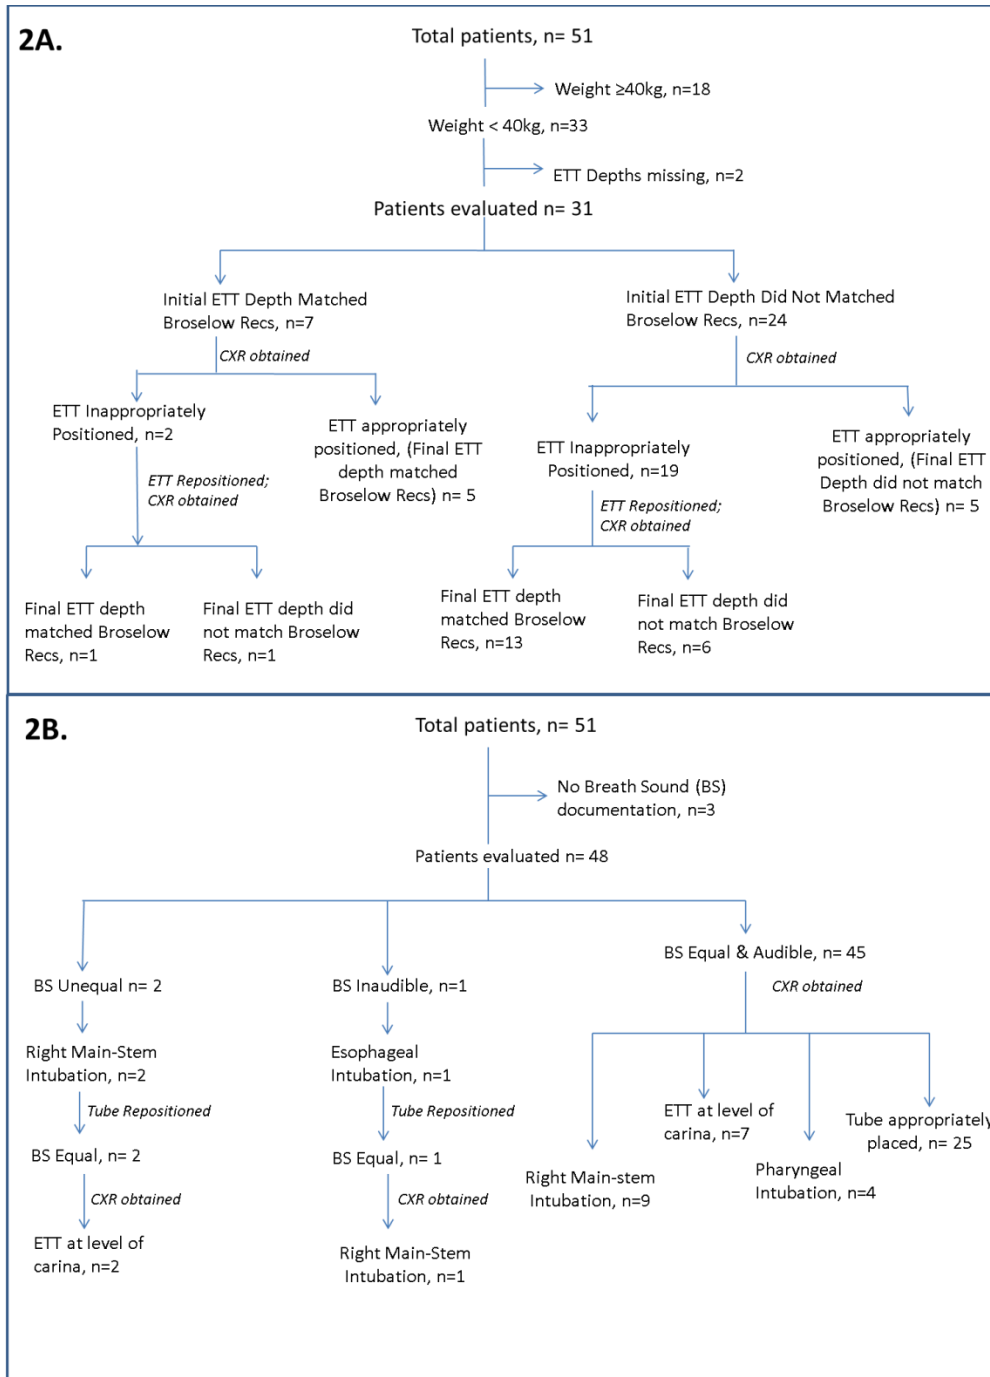 2A.
Total patients, n= 51
Weight ≥40kg, n=18
Weight < 40kg, n=33
ETT Depths missing, n=2
Patients evaluated n= 31
Initial ETT Depth Matched
Broselow Recs, n=7
Initial ETT Depth Did Not Matched
Broselow Recs, n=24
CXR obtained
CXR obtained
ETT Inappropriately
Positioned, n=2
ETT appropriately
positioned, (Final ETT
depth matched
Broselow Recs) n= 5
ETT Inappropriately
Positioned, n=19
ETT appropriately
positioned, (Final ETT
Depth did not match
Broselow Recs) n= 5
ETT Repositioned;
CXR obtained
ETT Repositioned;
CXR obtained
Final ETT depth
matched Broselow
Recs, n=1
Final ETT depth did
not match Broselow
Recs, n=1
Final ETT depth
matched Broselow
Recs, n=13
Final ETT depth did
not match Broselow
Recs, n=6
2B.
Total patients, n= 51
No Breath Sound (BS)
documentation, n=3
Patients evaluated n= 48
BS Unequal n= 2
BS Inaudible, n=1
BS Equal & Audible, n= 45
CXR obtained
Right Main-Stem
Intubation, n=2
Esophageal
Intubation, n=1
Tube Repositioned
Tube Repositioned
BS Equal, n= 2
BS Equal, n= 1
CXR obtained
CXR obtained
ETT at level of
carina, n=2
Right Main-Stem
Intubation, n=1
Right Main-stem
Intubation, n=9
ETT at level of
carina, n=7
Pharyngeal
Intubation, n=4
Tube appropriately
placed, n= 25